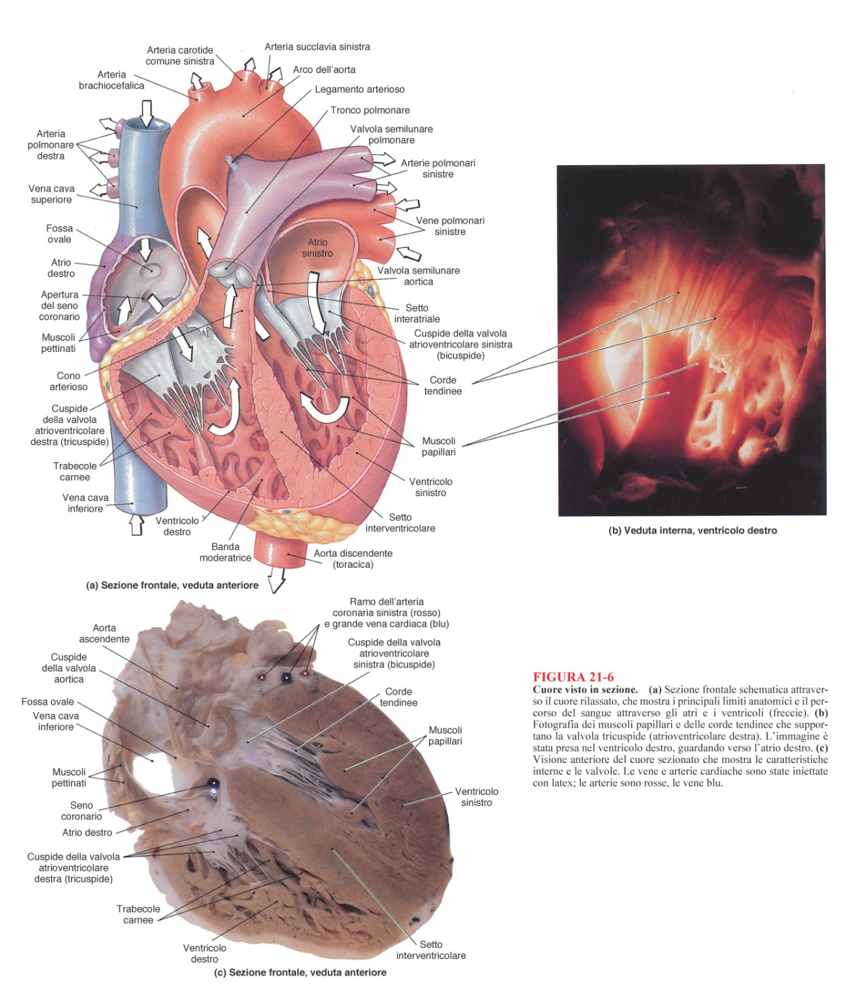 Arteria carotide
comune sinistra
Arteria succlavia sinistra
Arteria
brachiocefalica
Arco dell'aorta
Legamento arterioso
Tronco polmonare
Valvola semilunare
polmonare
Arteria
polmonare
destra
Arterie polmonari
sinistre
Vena cava
superiore
Vene polmonari
sinistre
Fossa
ovale
Atrio
sinistro
Atrio
destro
Valvola semilunare
aortica
Apertura
del seno
coronario
Setto
interatriale
Muscoli
pettinati
Cuspide della valvola
atrioventricolare sinistra
(bicuspide)
Cono
arterioso
Corde
tendinee
Cuspide
della valvola
atrioventricolare
destra (tricuspide)
Muscoli
papillari
Trabecole
carnee
Ventricolo
sinistro
Vena cava
inferiore
Ventricolo
destro
Setto
interventricolare
Banda
moderatrice
Aorta discendente
(toracica)
(a) Sezione frontale, veduta anteriore
(b) Veduta interna, ventricolo destro
Ramo dell'arteria
coronaria sinistra (rosso)
e grande vena cardiaca (blu)
Aorta
ascendente
Cuspide della valvola
atrioventricolare
sinistra (bicuspide)
Cuspide
della valvola
aortica
Corde
tendinee
Fossa ovale
Vena cava
inferiore
Muscoli
papillari
Muscoli
pettinati
Ventricolo
sinistro
Seno
coronario
Atrio destro
Cuspide della valvola
atrioventricolare
destra (tricuspide)
Trabecole
carnee
Ventricolo
destro
Setto
interventricolare
(c) Sezione frontale, veduta anteriore
FIGURA 21-6
Cuore visto in sezione. (a) Sezione frontale schematica attraver-
so il cuore rilassato, che mostra i principali limiti anatomici e il per-
corso del sangue attraverso gli atri e i ventricoli (freccie). (b)
Fotografia dei muscoli papillari e delle corde tendinee che suppor-
tano la valvola tricuspide (atrioventricolare destra). L'immagine è
stata presa nel ventricolo destro, guardando verso l'atrio destro. (c)
Visione anteriore del cuore sezionato che mostra le caratteristiche
interne e le valvole. Le vene e arterie cardiache sono state iniettate
con latex; le arterie sono rosse, le vene blu.